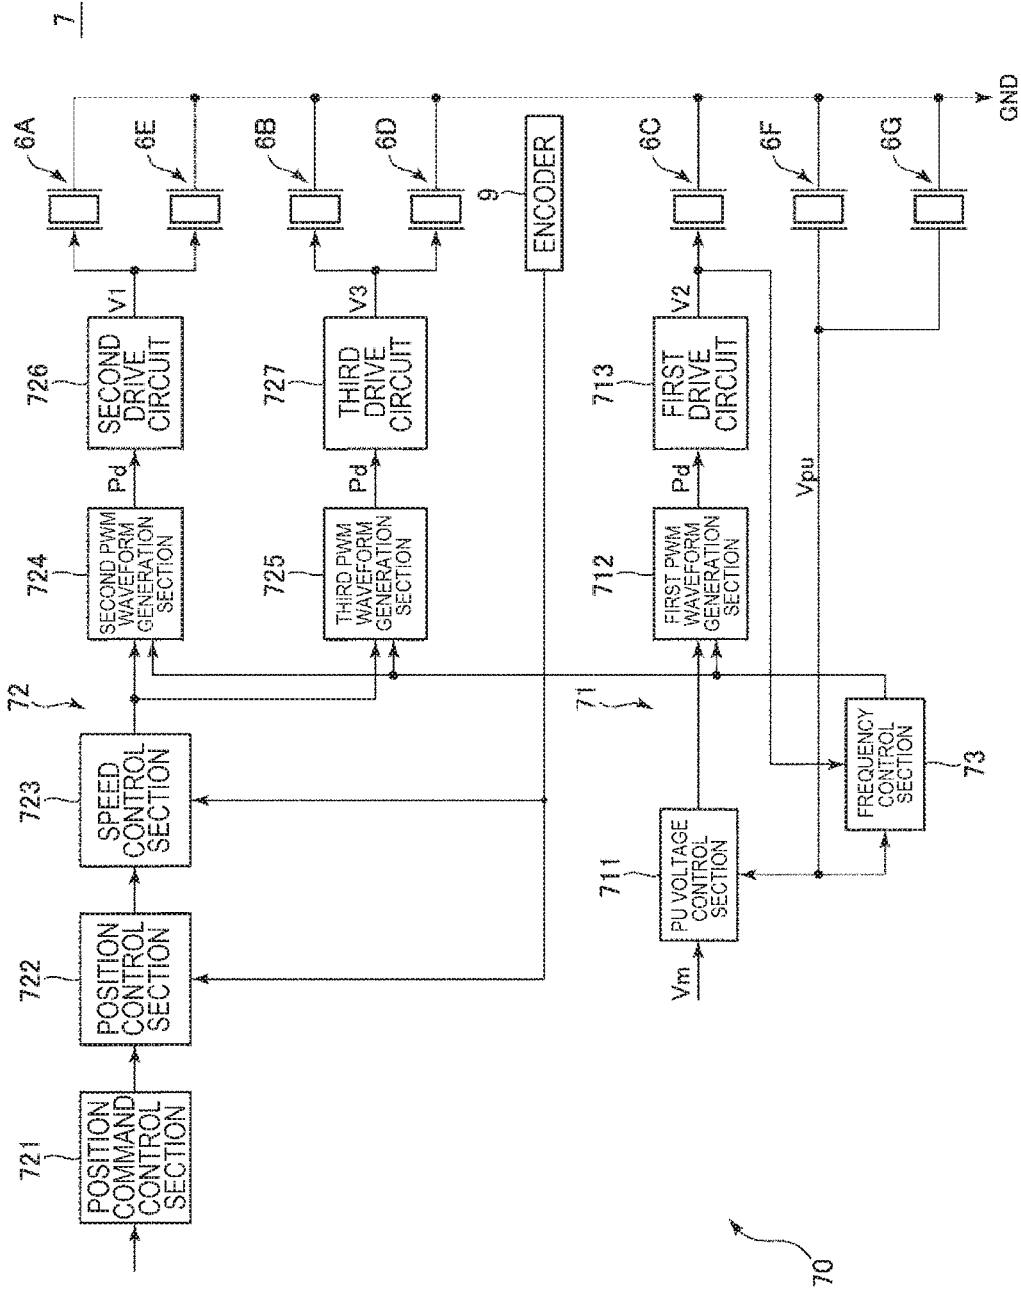 7
72
721
POSITION
COMMAND
CONTROL
SECTION
722
POSITION
CONTROL
SECTION
723
SPEED
CONTROL
SECTION
724
SECOND PWM
WAVEFORM
GENERATION
SECTION
Pd
726
SECOND
DRIVE
CIRCUIT
V1
6A
6E
725
THIRD PWM
WAVEFORM
GENERATION
SECTION
Pd
727
THIRD
DRIVE
CIRCUIT
V3
6B
6D
9
ENCODER
71
Vm
711
PU VOLTAGE
CONTROL
SECTION
712
FIRST PWM
WAVEFORM
GENERATION
SECTION
Pd
713
FIRST
DRIVE
CIRCUIT
V2
6C
6F
6G
Vpu
FREQUENCY
CONTROL
SECTION
73
GND
70